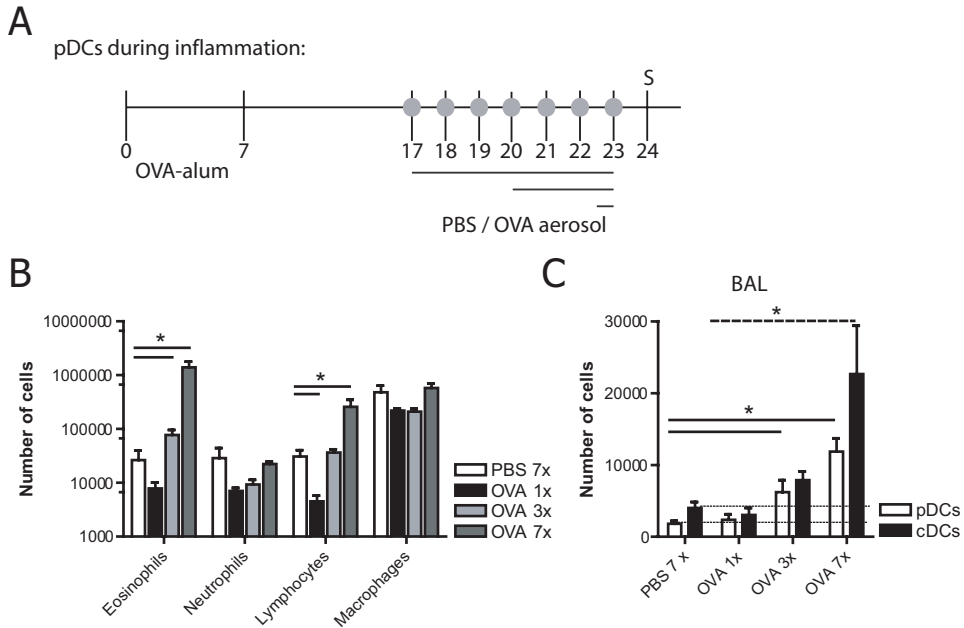 A
pDCs during inflammation:
S
0 7 17 18 19 20 21 22 23 24
OVA-alum
PBS / OVA aerosol
B
Number of cells
10000000
1000000
100000
10000
1000
*
*
Eosinophils
Neutrophils
Lymphocytes
Macrophages
PBS 7x
OVA 1x
OVA 3x
OVA 7x
C
BAL
Number of cells
30000
20000
10000
0
*
*
PBS 7 x
OVA 1x
OVA 3x
OVA 7x
pDCs
cDCs